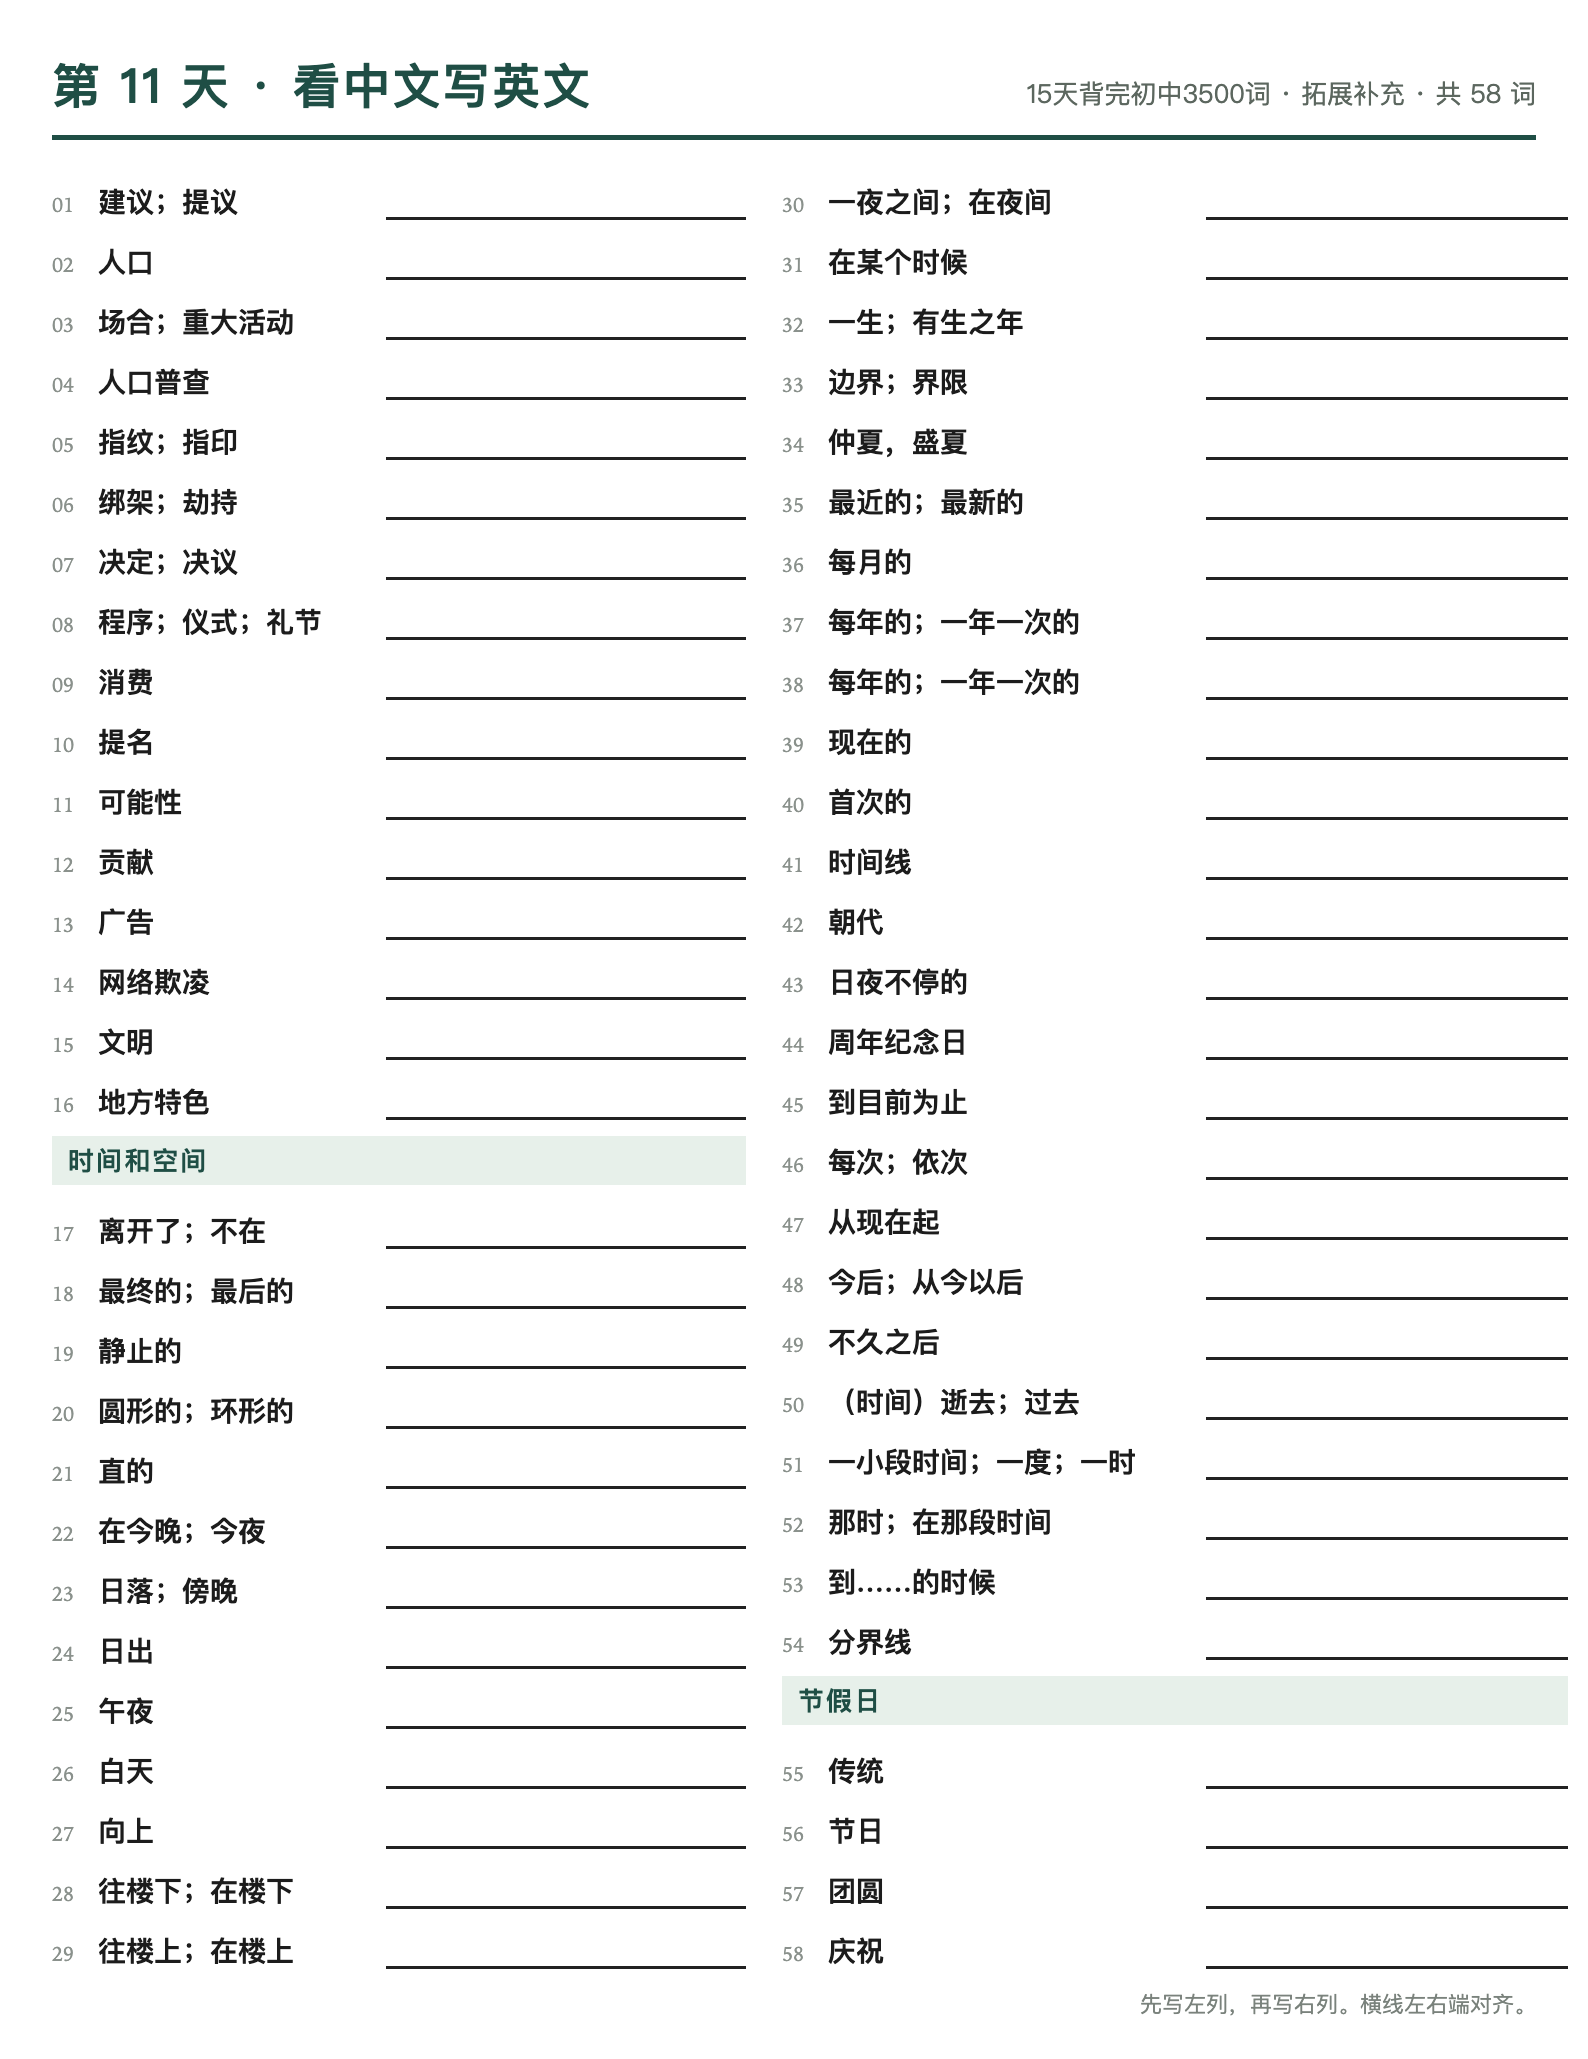 第 11 天 · 看中文写英文
15天背完初中3500词 · 拓展补充 · 共 58 词
01 建议；提议
02 人口
03 场合；重大活动
04 人口普查
05 指纹；指印
06 绑架；劫持
07 决定；决议
08 程序；仪式；礼节
09 消费
10 提名
11 可能性
12 贡献
13 广告
14 网络欺凌
15 文明
16 地方特色
时间和空间
17 离开了；不在
18 最终的；最后的
19 静止的
20 圆形的；环形的
21 直的
22 在今晚；今夜
23 日落；傍晚
24 日出
25 午夜
26 白天
27 向上
28 往楼下；在楼下
29 往楼上；在楼上
30 一夜之间；在夜间
31 在某个时候
32 一生；有生之年
33 边界；界限
34 仲夏，盛夏
35 最近的；最新的
36 每月的
37 每年的；一年一次的
38 每年的；一年一次的
39 现在的
40 首次的
41 时间线
42 朝代
43 日夜不停的
44 周年纪念日
45 到目前为止
46 每次；依次
47 从现在起
48 今后；从今以后
49 不久之后
50 （时间）逝去；过去
51 一小段时间；一度；一时
52 那时；在那段时间
53 到……的时候
54 分界线
节假日
55 传统
56 节日
57 团圆
58 庆祝
先写左列，再写右列。横线左右端对齐。